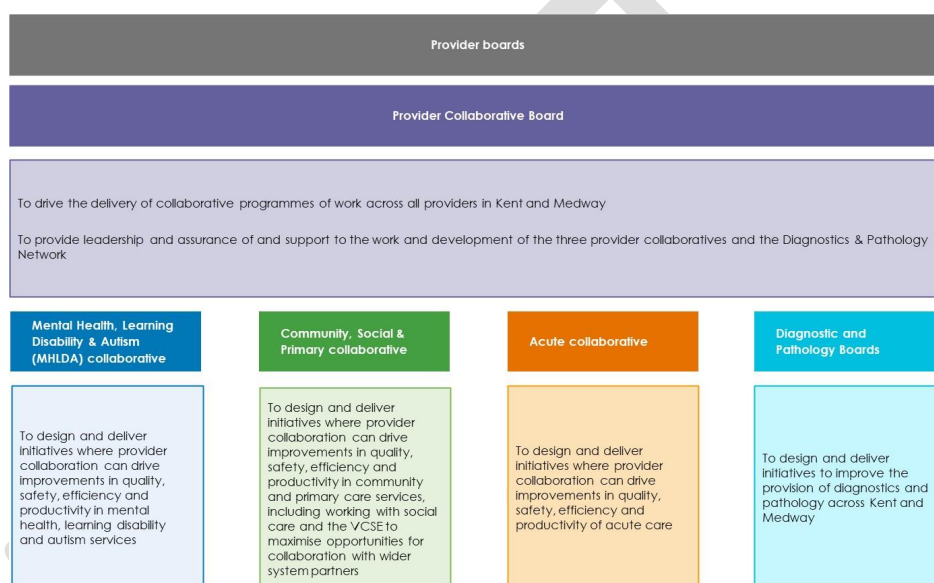 Provider boards
Provider Collaborative Board
To drive the delivery of collaborative programmes of work across all providers in Kent and Medway
To provide leadership and assurance of and support to the work and development of the three provider collaboratives and the Diagnostics & Pathology
Network
Mental Health, Learning
Disability & Autism
(MHLDA) collaborative
To design and deliver
initiatives where provider
collaboration can drive
improvements in quality,
safety, efficiency and
productivity in mental
health, learning disability
and autism services
Community, Social &
Primary collaborative
To design and deliver
initiatives where provider
collaboration can drive
improvements in quality,
safety, efficiency and
productivity in community
and primary care services,
including working with social
care and the VCSE to
maximise opportunities for
collaboration with wider
system partners
Acute collaborative
To design and deliver
initiatives where provider
collaboration can drive
improvements in quality,
safety, efficiency and
productivity of acute care
Diagnostic and
Pathology Boards
To design and deliver
initiatives to improve the
provision of diagnostics and
pathology across Kent and
Medway